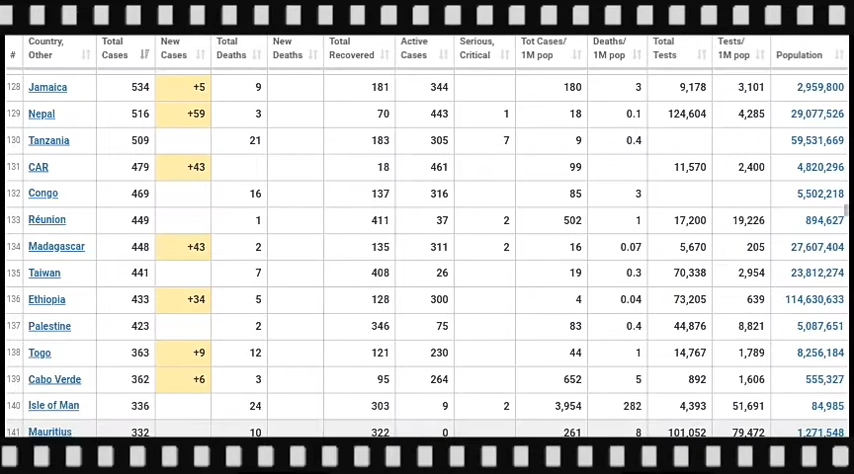 # Country, Other Total Cases New Cases Total Deaths New Deaths Total Recovered Active Cases Serious, Critical Tot Cases/ 1M pop Deaths/ 1M pop Total Tests Tests/ 1M pop Population
128 Jamaica 534 +5 9 181 344 180 3 9,178 3,101 2,959,800
129 Nepal 516 +59 3 70 443 1 18 0.1 124,604 4,285 29,077,526
130 Tanzania 509 21 183 305 7 9 0.4 59,531,669
131 CAR 479 +43 18 461 99 11,570 2,400 4,820,296
132 Congo 469 16 137 316 85 3 5,502,218
133 Réunion 449 1 411 37 2 502 1 17,200 19,226 894,627
134 Madagascar 448 +43 2 135 311 2 16 0.07 5,670 205 27,607,404
135 Taiwan 441 7 408 26 19 0.3 70,338 2,954 23,812,274
136 Ethiopia 433 +34 5 128 300 4 0.04 73,205 639 114,630,633
137 Palestine 423 2 346 75 83 0.4 44,876 8,821 5,087,651
138 Togo 363 +9 12 121 230 44 1 14,767 1,789 8,256,184
139 Cabo Verde 362 +6 3 95 264 652 5 892 1,606 555,327
140 Isle of Man 336 24 303 9 2 3,954 282 4,393 51,691 84,985
141 Mauritius 332 10 322 0 261 8 101,052 79,472 1,271,548